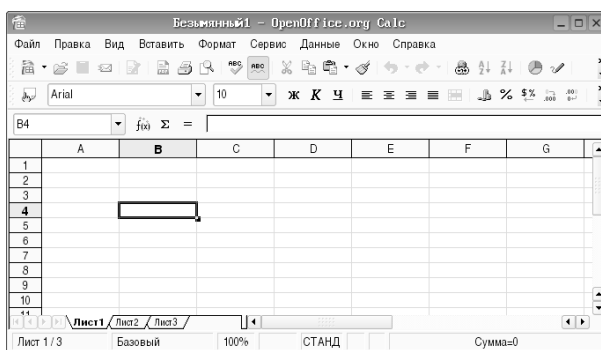 Безымянный1 - OpenOffice.org Calc
Файл Правка Вид Вставить Формат Сервис Данные Окно Справка
Arial 10 Ж К Ч % $%
B4 f(x) Σ =
A B C D E F G
1
2
3
4
5
6
7
8
9
10
11
Лист1 Лист2 Лист3
Лист 1 / 3 Базовый 100% СТАНД Сумма=0